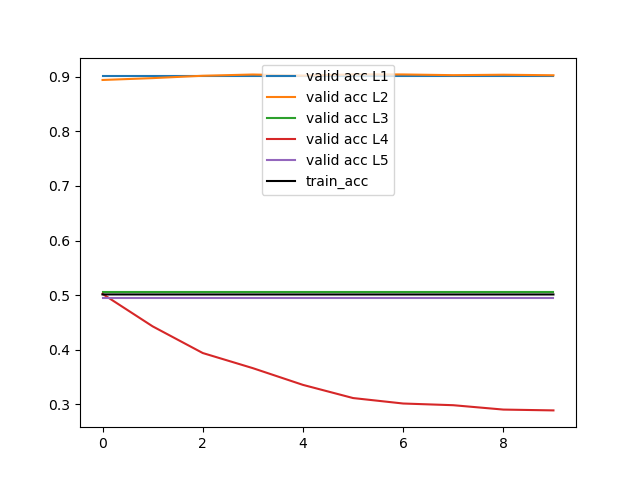 0.9
0.8
0.7
0.6
0.5
0.4
0.3
0
2
4
6
8
valid acc L1
valid acc L2
valid acc L3
valid acc L4
valid acc L5
train_acc